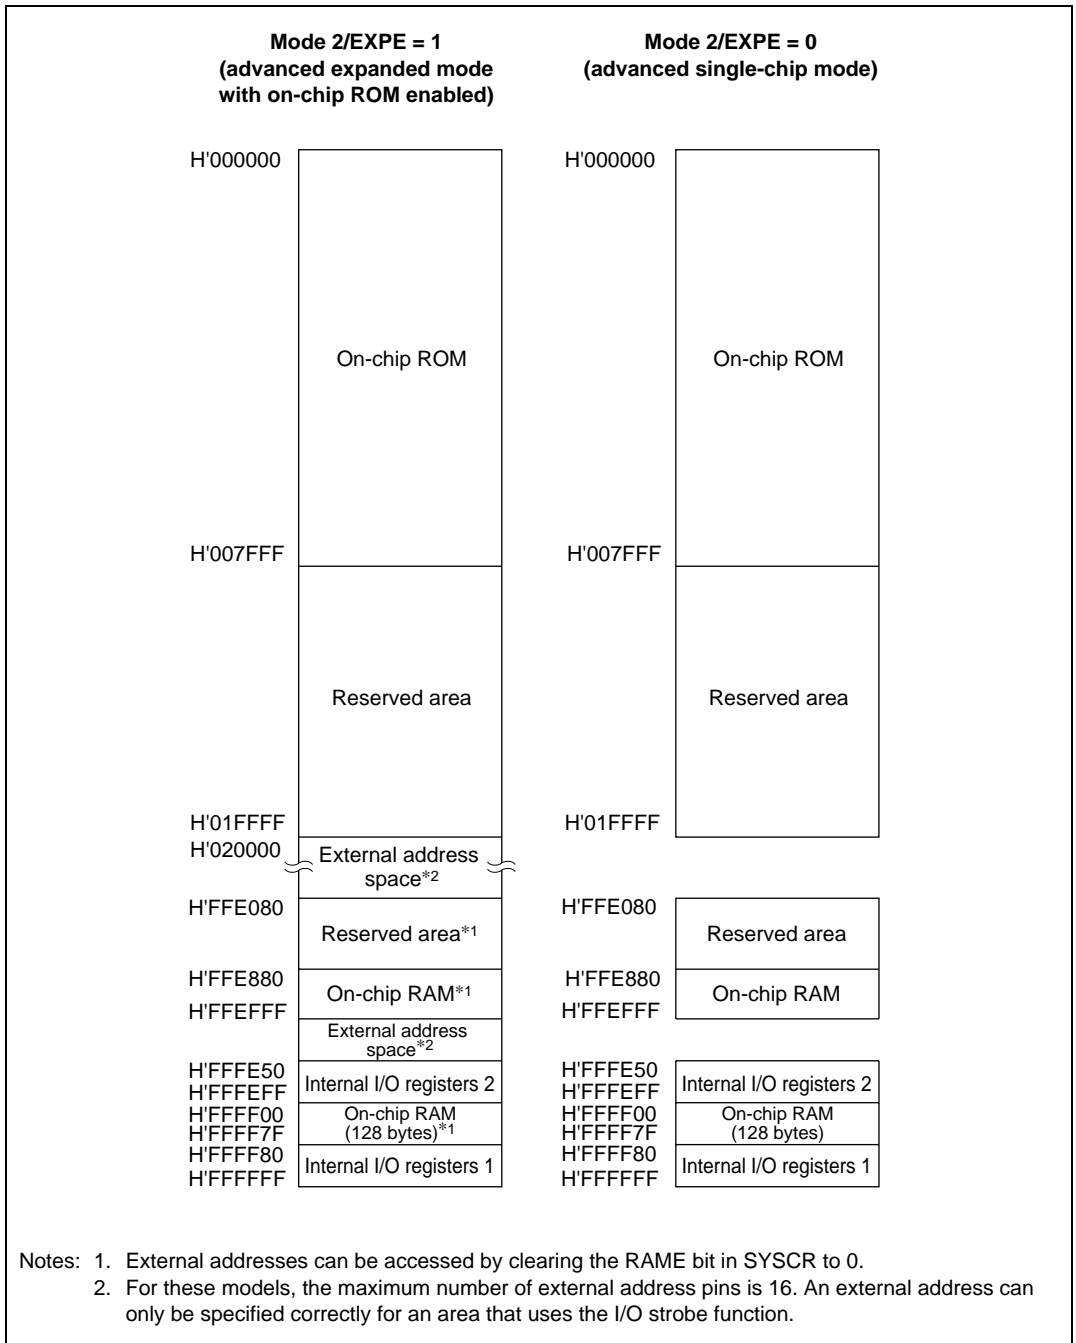 Mode 2/EXPE = 1
(advanced expanded mode
with on-chip ROM enabled)
Mode 2/EXPE = 0
(advanced single-chip mode)
H'000000
On-chip ROM
H'007FFF
Reserved area
H'01FFFF
H'020000
External address
space*2
H'FFE080
Reserved area*1
H'FFE880
On-chip RAM*1
H'FFEFFF
External address
space*2
H'FFFE50
Internal I/O registers 2
H'FFFEFF
H'FFFF00
On-chip RAM
(128 bytes)*1
H'FFFF7F
H'FFFF80
Internal I/O registers 1
H'FFFFFF
H'000000
On-chip ROM
H'007FFF
Reserved area
H'01FFFF
H'FFE080
Reserved area
H'FFE880
On-chip RAM
H'FFEFFF
H'FFFE50
Internal I/O registers 2
H'FFFEFF
H'FFFF00
On-chip RAM
(128 bytes)
H'FFFF7F
H'FFFF80
Internal I/O registers 1
H'FFFFFF
Notes: 1. External addresses can be accessed by clearing the RAME bit in SYSCR to 0.
2. For these models, the maximum number of external address pins is 16. An external address can
only be specified correctly for an area that uses the I/O strobe function.